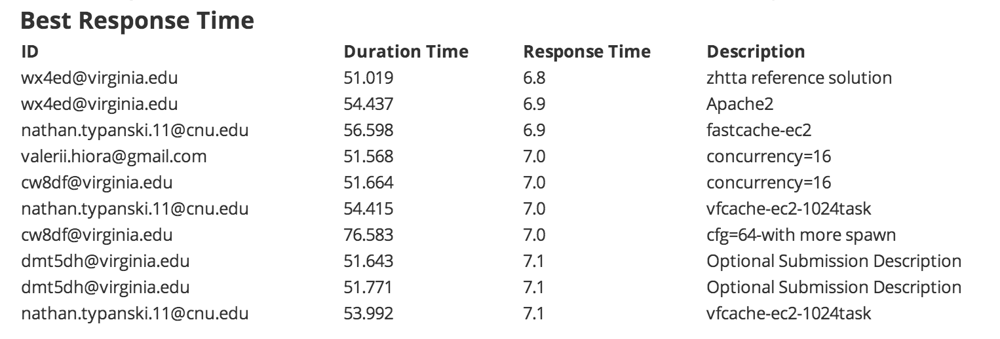 Best Response Time
ID Duration Time Response Time Description
wx4ed@virginia.edu 51.019 6.8 zhtta reference solution
wx4ed@virginia.edu 54.437 6.9 Apache2
nathan.typanski.11@cnu.edu 56.598 6.9 fastcache-ec2
valerii.hiora@gmail.com 51.568 7.0 concurrency=16
cw8df@virginia.edu 51.664 7.0 concurrency=16
nathan.typanski.11@cnu.edu 54.415 7.0 vfcache-ec2-1024task
cw8df@virginia.edu 76.583 7.0 cfg=64-with more spawn
dmt5dh@virginia.edu 51.643 7.1 Optional Submission Description
dmt5dh@virginia.edu 51.771 7.1 Optional Submission Description
nathan.typanski.11@cnu.edu 53.992 7.1 vfcache-ec2-1024task